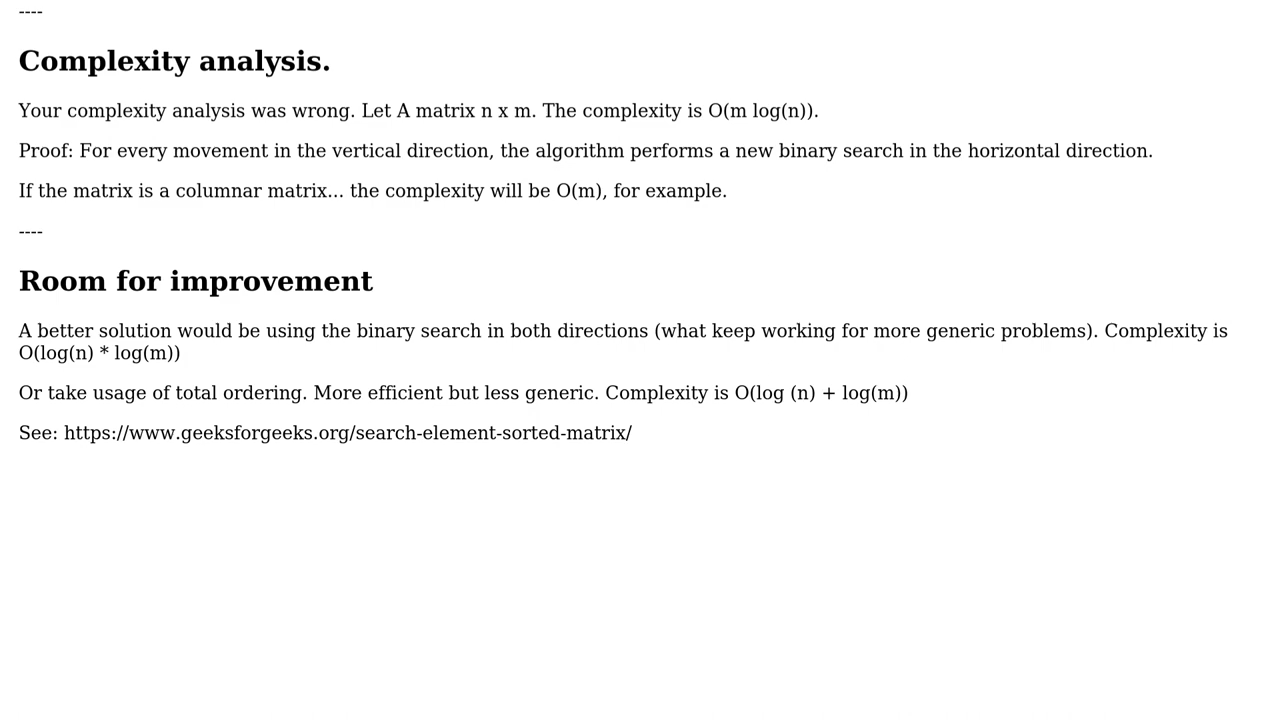 ----
Complexity analysis.
Your complexity analysis was wrong. Let A matrix n x m. The complexity is O(m log(n)).
Proof: For every movement in the vertical direction, the algorithm performs a new binary search in the horizontal direction.
If the matrix is a columnar matrix... the complexity will be O(m), for example.
----
Room for improvement
A better solution would be using the binary search in both directions (what keep working for more generic problems). Complexity is
O(log(n) * log(m))
Or take usage of total ordering. More efficient but less generic. Complexity is O(log (n) + log(m))
See: https://www.geeksforgeeks.org/search-element-sorted-matrix/